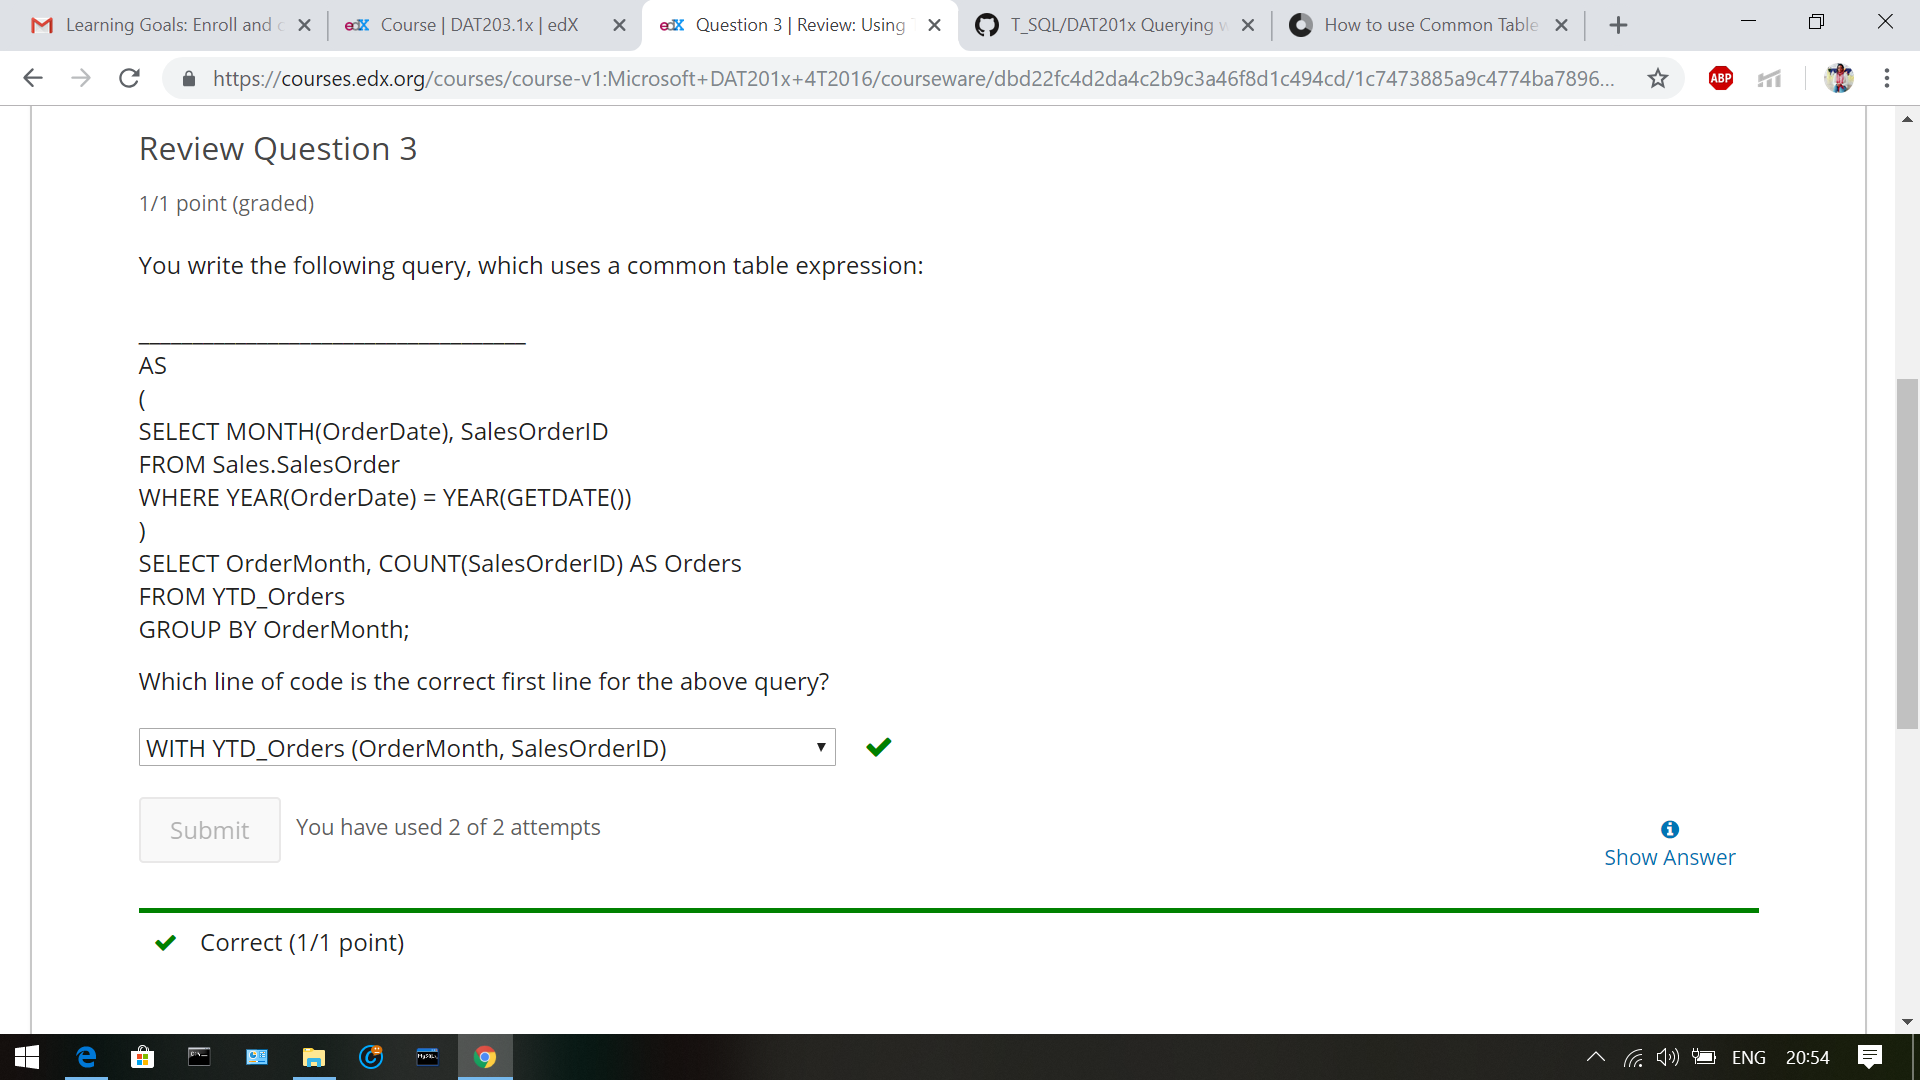 Learning Goals: Enroll and
edX Course | DAT203.1x | edX
edX Question 3 | Review: Using
T_SQL/DAT201x Querying w
How to use Common Table
https://courses.edx.org/courses/course-v1:Microsoft+DAT201x+4T2016/courseware/dbd22fc4d2da4c2b9c3a46f8d1c494cd/1c7473885a9c4774ba7896...
ABP
Review Question 3
1/1 point (graded)
You write the following query, which uses a common table expression:
___________________________________
AS
(
SELECT MONTH(OrderDate), SalesOrderID
FROM Sales.SalesOrder
WHERE YEAR(OrderDate) = YEAR(GETDATE())
)
SELECT OrderMonth, COUNT(SalesOrderID) AS Orders
FROM YTD_Orders
GROUP BY OrderMonth;
Which line of code is the correct first line for the above query?
WITH YTD_Orders (OrderMonth, SalesOrderID)
Submit
You have used 2 of 2 attempts
Show Answer
Correct (1/1 point)
ENG
20:54